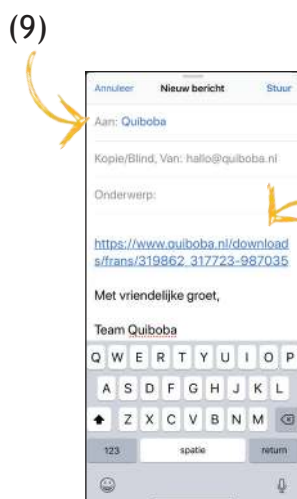 (9)
Annuleer Nieuw bericht Stuur
Aan: Quiboba
Kopie/Blind, Van: hallo@quiboba.nl
Onderwerp:
https://www.quiboba.nl/download
s/frans/319862_317723-987035
Met vriendelijke groet,
Team Quiboba
Q W E R T Y U I O P
A S D F G H J K L
Z X C V B N M
123 spatie return